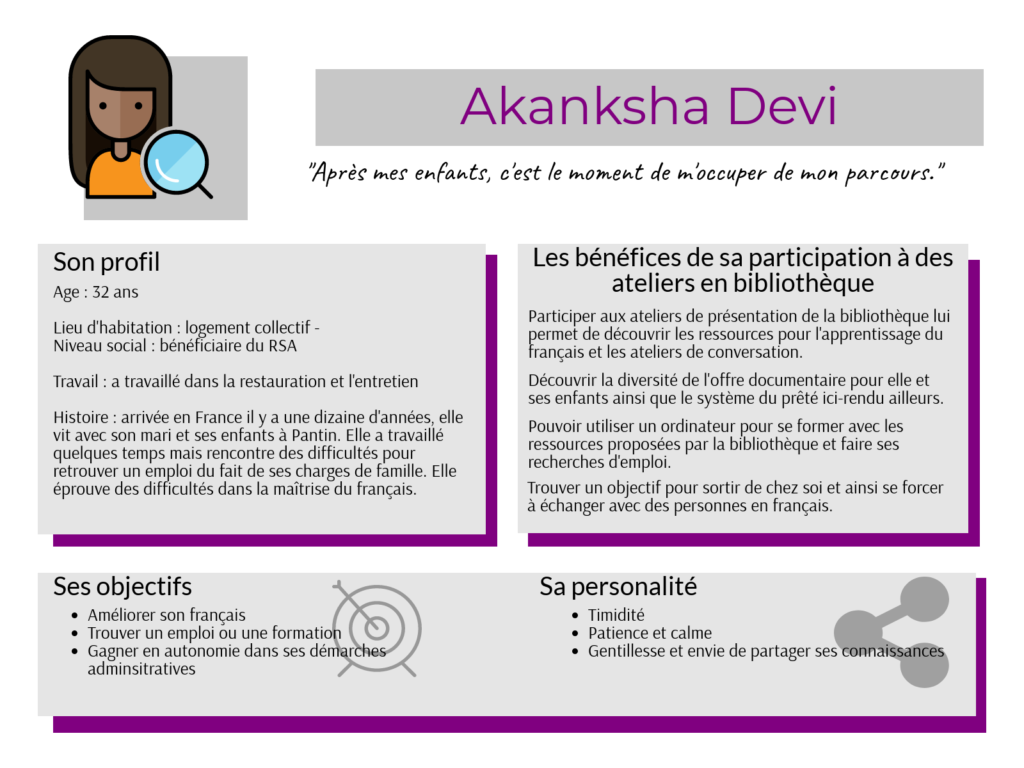 Akanksha Devi
"Après mes enfants, c'est le moment de m'occuper de mon parcours."
Son profil
Age : 32 ans
Lieu d'habitation : logement collectif -
Niveau social : bénéficiaire du RSA
Travail : a travaillé dans la restauration et l'entretien
Histoire : arrivée en France il y a une dizaine d'années, elle
vit avec son mari et ses enfants à Pantin. Elle a travaillé
quelques temps mais rencontre des difficultés pour
retrouver un emploi du fait de ses charges de famille. Elle
éprouve des difficultés dans la maîtrise du français.
Les bénéfices de sa participation à des
ateliers en bibliothèque
Participer aux ateliers de présentation de la bibliothèque lui
permet de découvrir les ressources pour l'apprentissage du
français et les ateliers de conversation.
Découvrir la diversité de l'offre documentaire pour elle et
ses enfants ainsi que le système du prêté ici-rendu ailleurs.
Pouvoir utiliser un ordinateur pour se former avec les
ressources proposées par la bibliothèque et faire ses
recherches d'emploi.
Trouver un objectif pour sortir de chez soi et ainsi se forcer
à échanger avec des personnes en français.
Ses objectifs
• Améliorer son français
• Trouver un emploi ou une formation
• Gagner en autonomie dans ses démarches
adminsitratives
Sa personalité
• Timidité
• Patience et calme
• Gentillesse et envie de partager ses connaissances